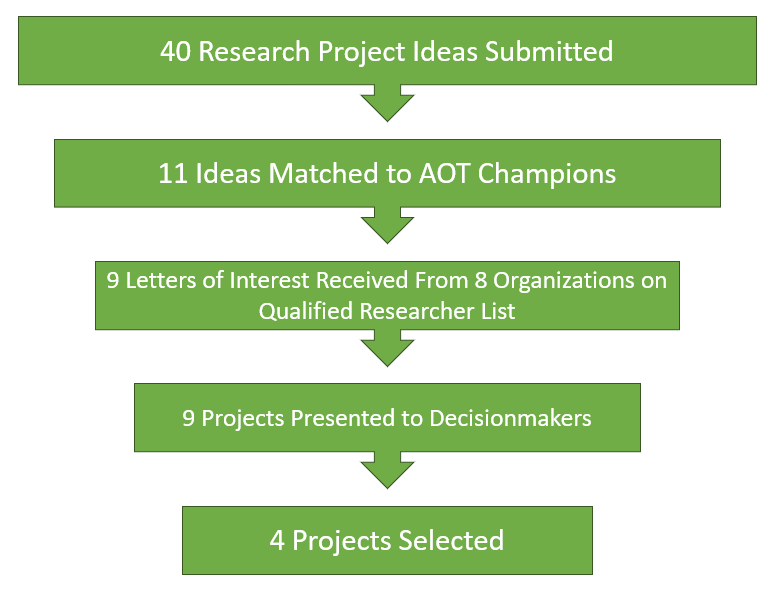 40 Research Project Ideas Submitted
11 Ideas Matched to AOT Champions
9 Letters of Interest Received From 8 Organizations on
Qualified Researcher List
9 Projects Presented to Decisionmakers
4 Projects Selected